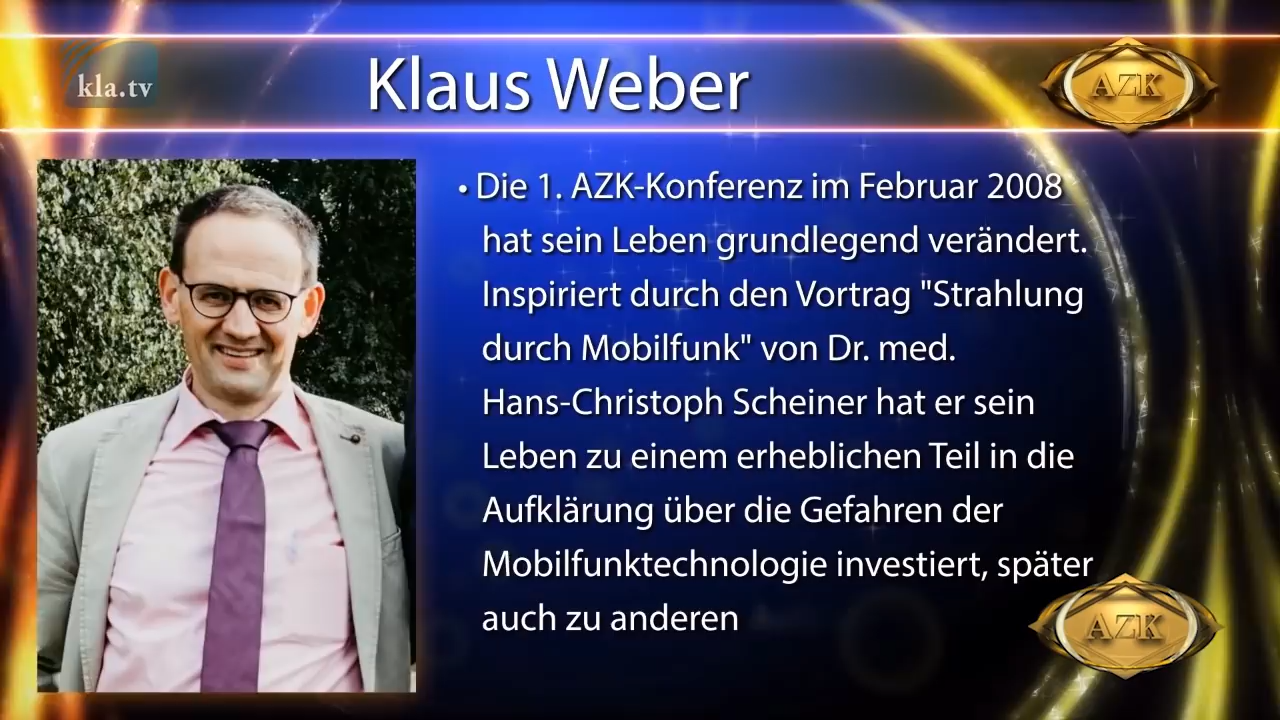 kla.tv
Klaus Weber
AZK
• Die 1. AZK-Konferenz im Februar 2008
hat sein Leben grundlegend verändert.
Inspiriert durch den Vortrag "Strahlung
durch Mobilfunk" von Dr. med.
Hans-Christoph Scheiner hat er sein
Leben zu einem erheblichen Teil in die
Aufklärung über die Gefahren der
Mobilfunktechnologie investiert, später
auch zu anderen
AZK